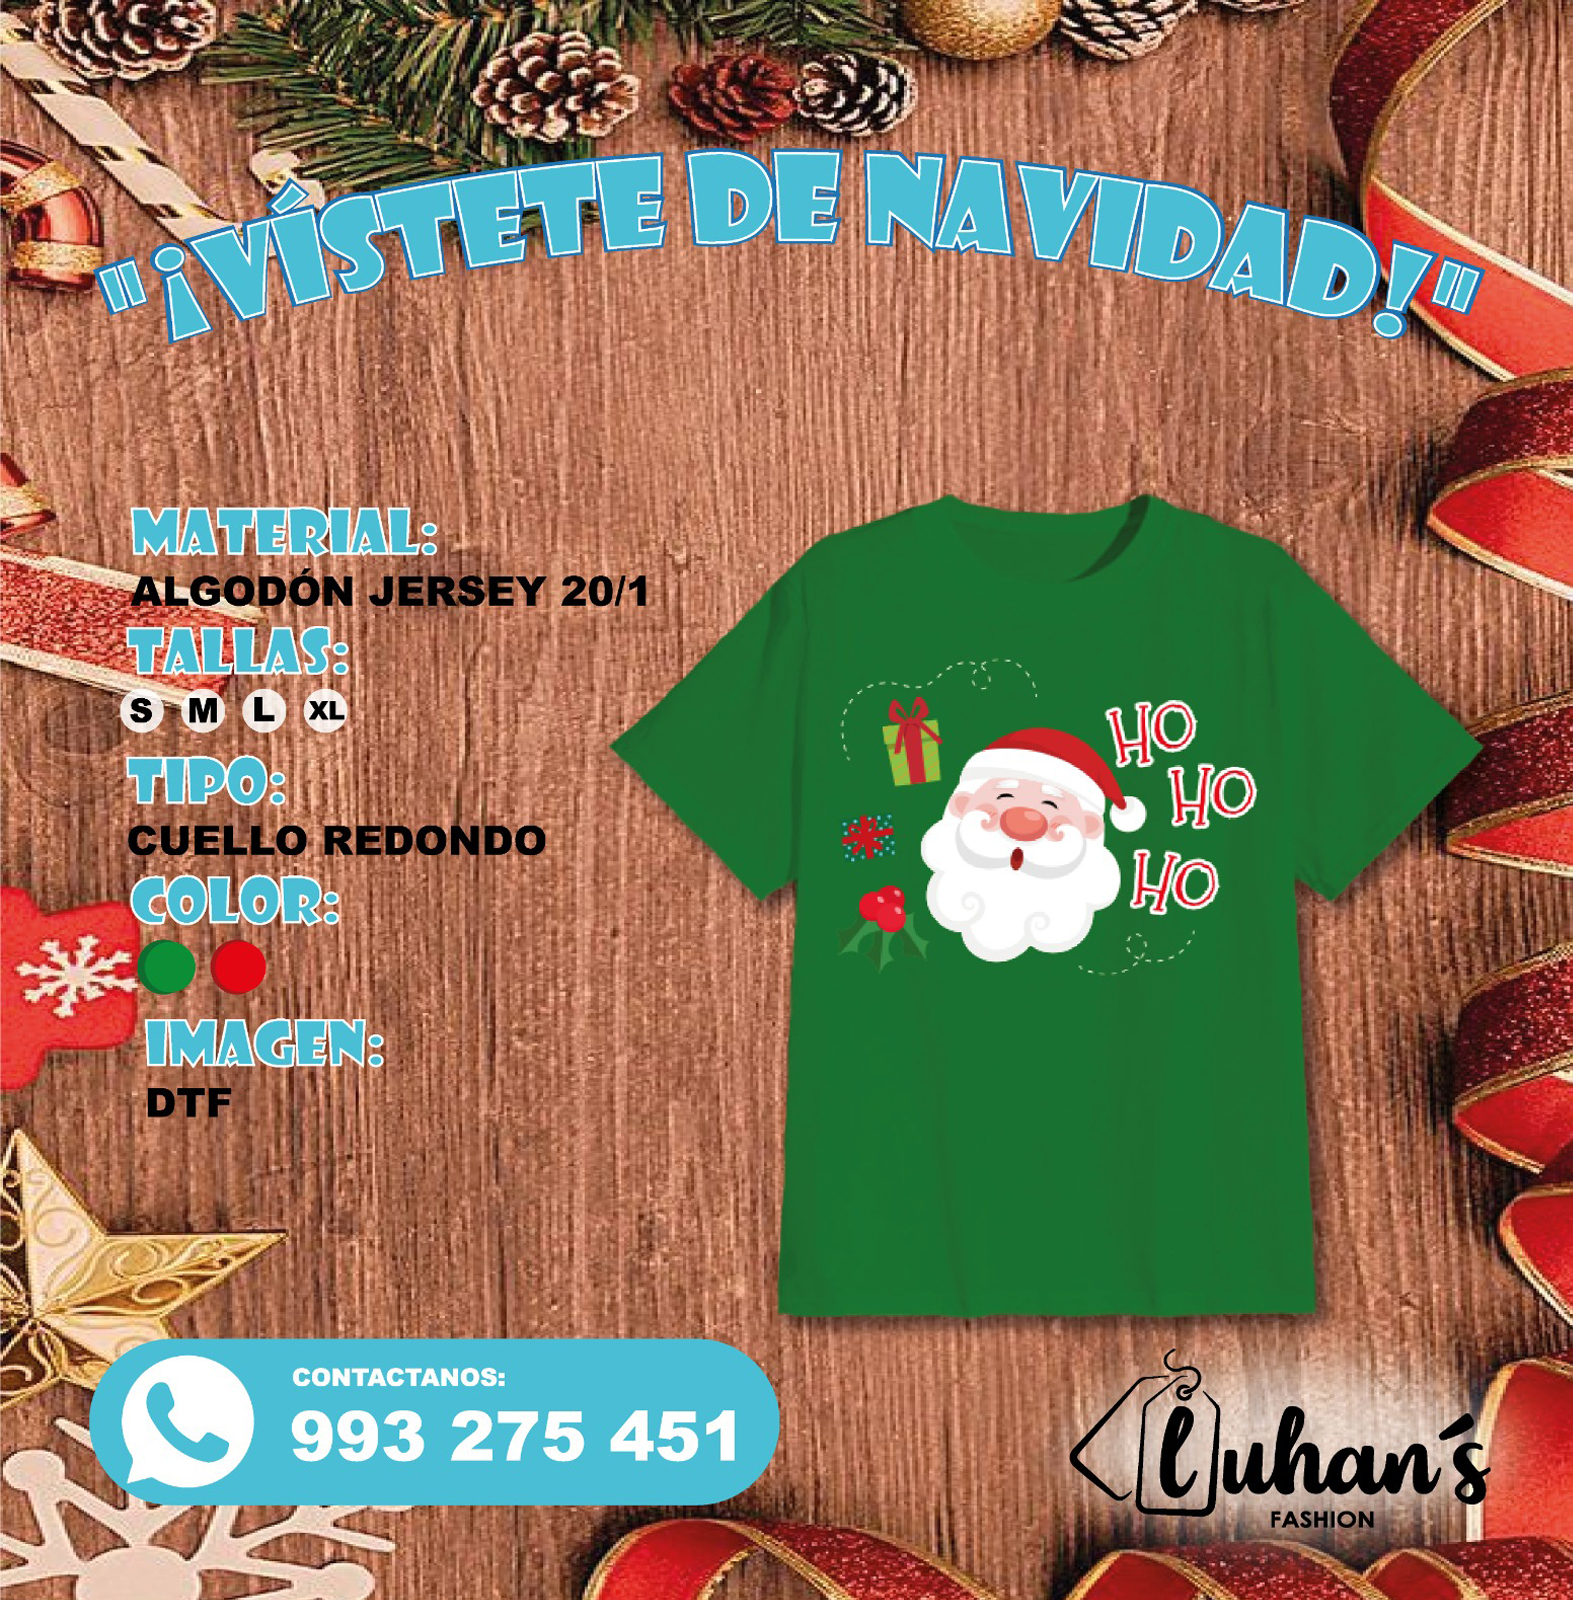 "¡VÍSTETE DE NAVIDAD!"
MATERIAL:
ALGODÓN JERSEY 20/1
TALLAS:
S M L XL
TIPO:
CUELLO REDONDO
COLOR:
IMAGEN:
DTF
HO
HO
HO
CONTACTANOS:
993 275 451
luhan´s
FASHION